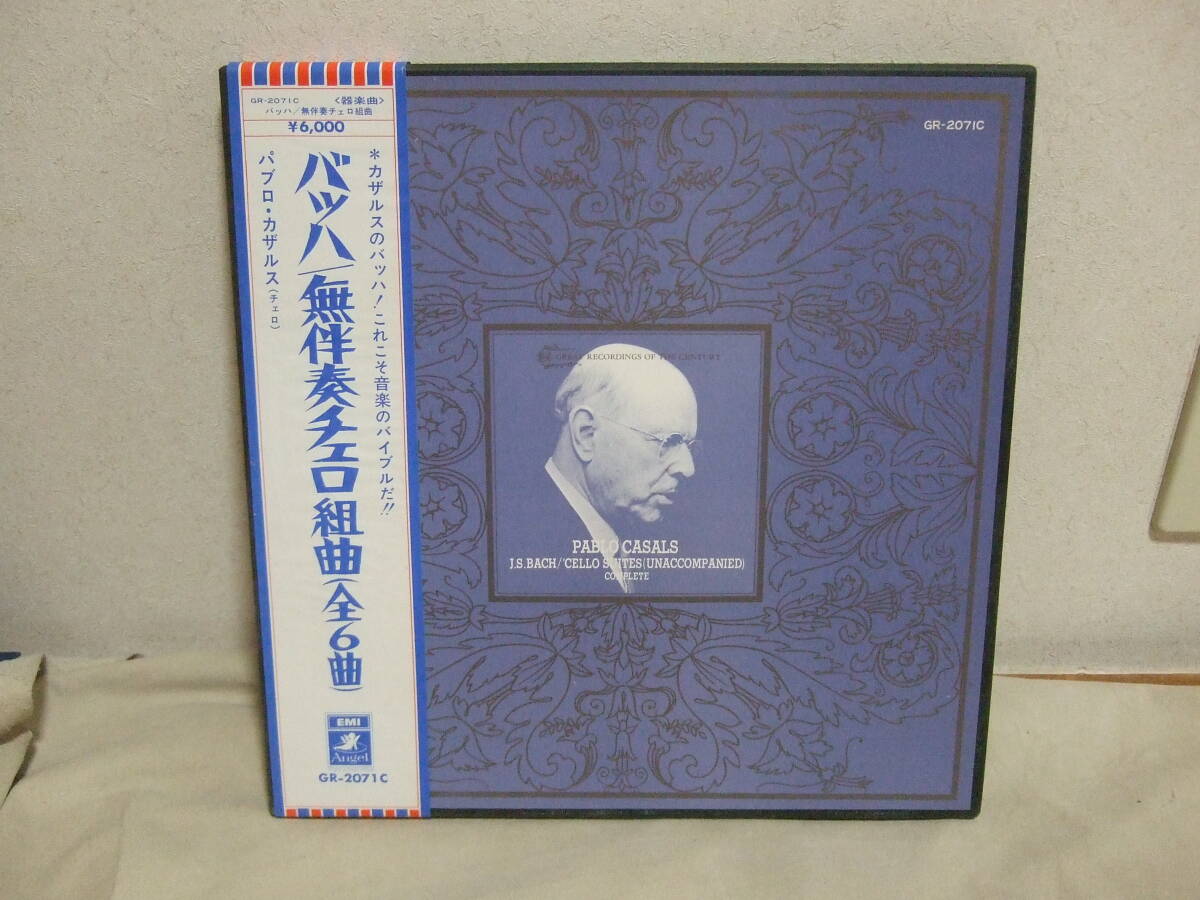 GR-2071C 〈器楽曲〉
バッハ/無伴奏チェロ組曲
¥6,000
*カザルスのバッハ!これこそ音楽のバイブルだ!!
バッハ/無伴奏チェロ組曲(全6曲)
パブロ・カザルス(チェロ)
EMI
Angel
GR-2071C
GR-2071C
GREAT RECORDINGS OF THE CENTURY
PABLO CASALS
J.S.BACH/'CELLO SUITES(UNACCOMPANIED)
COMPLETE